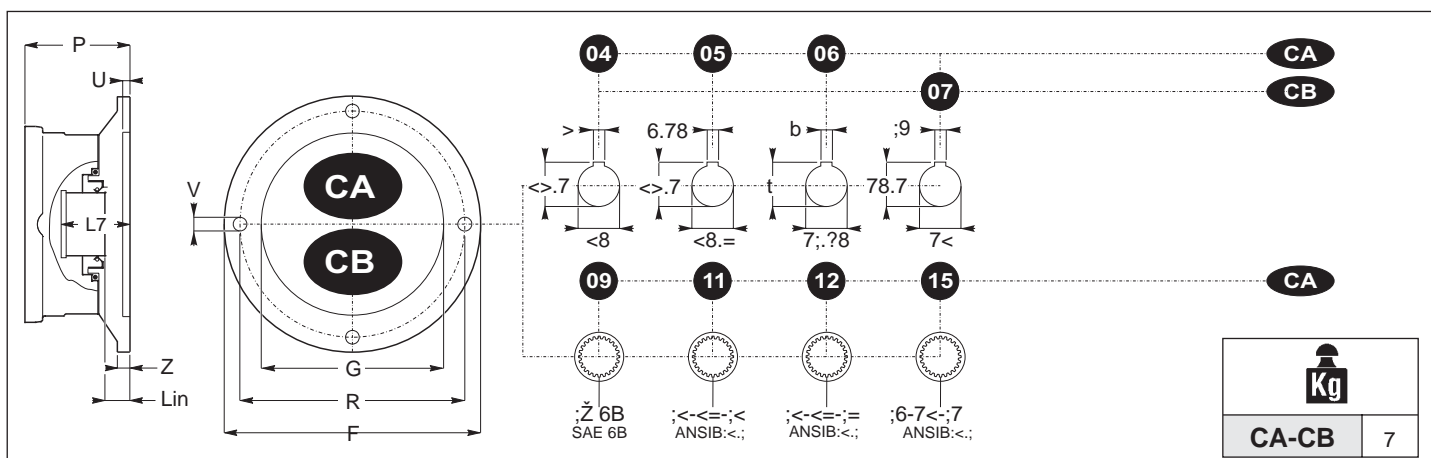 P
U
04 05 06 CA
07 CB
> 6.78 b ;9
V
L7
CA
CB
<>.7 <>.7 t 78.7
<8 <8.= 7;.?8 7<
09 11 12 15 CA
Z
Lin
G
R
F
;Ž 6B ;<-<=-;< ;<-<=-;= ;6-7<-;7
SAE 6B ANSIB:<.; ANSIB:<.; ANSIB:<.;
Kg
CA-CB 7